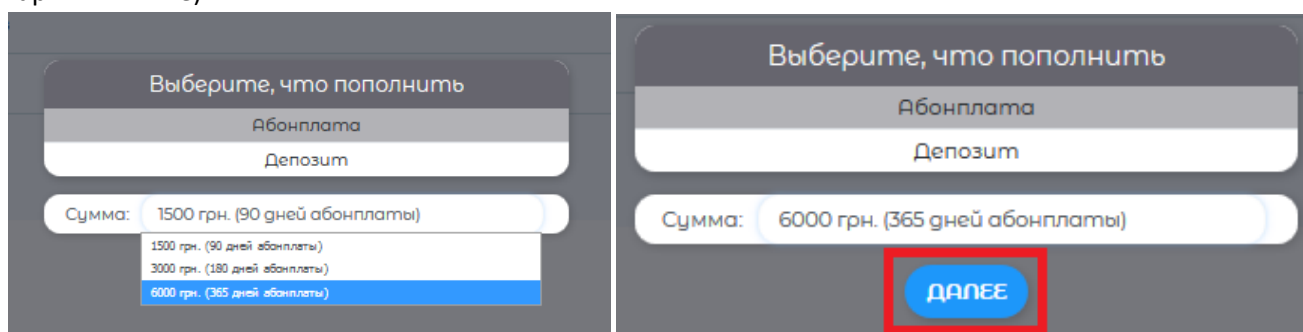 Выберите, что пополнить
Абонплата
Депозит
Сумма: 1500 грн. (90 дней абонплаты)
1500 грн. (90 дней абонплаты)
3000 грн. (180 дней абонплаты)
6000 грн. (365 дней абонплаты)
Выберите, что пополнить
Абонплата
Депозит
Сумма: 6000 грн. (365 дней абонплаты)
ДАЛЕЕ